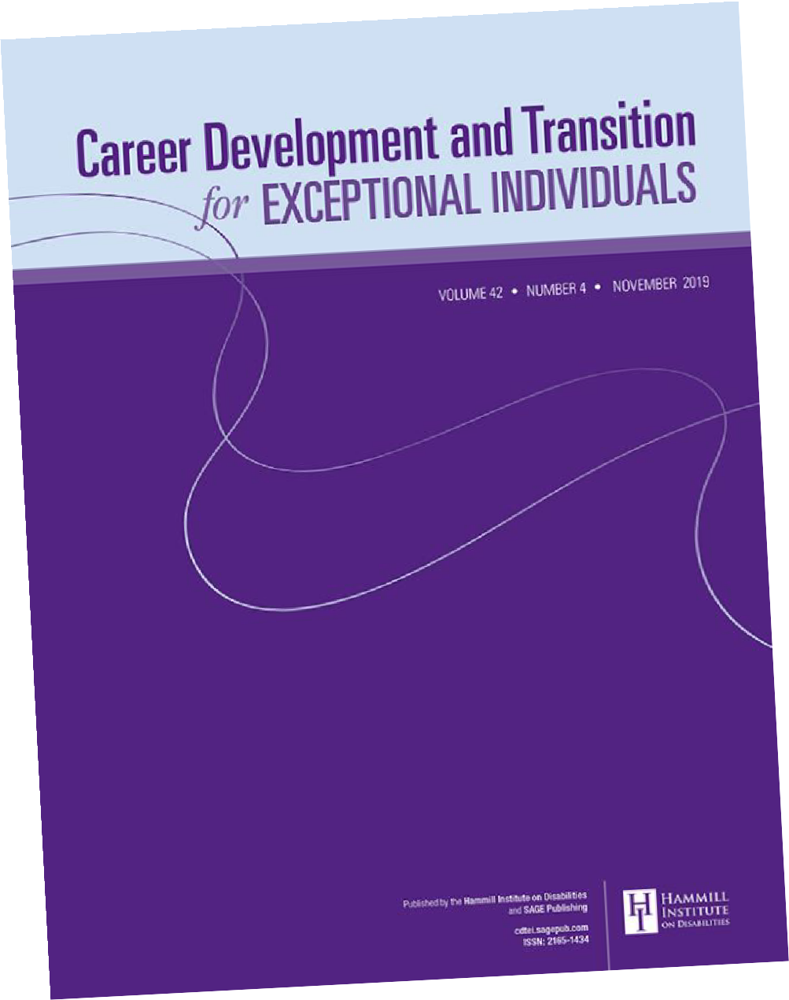 Career Development and Transition
for EXCEPTIONAL INDIVIDUALS
VOLUME 42 • NUMBER 4 • NOVEMBER 2019
Published by the Hammill Institute on Disabilities
and SAGE Publishing
cdtei.sagepub.com
ISSN: 2165-1434
HI
HAMMILL
INSTITUTE
ON DISABILITIES